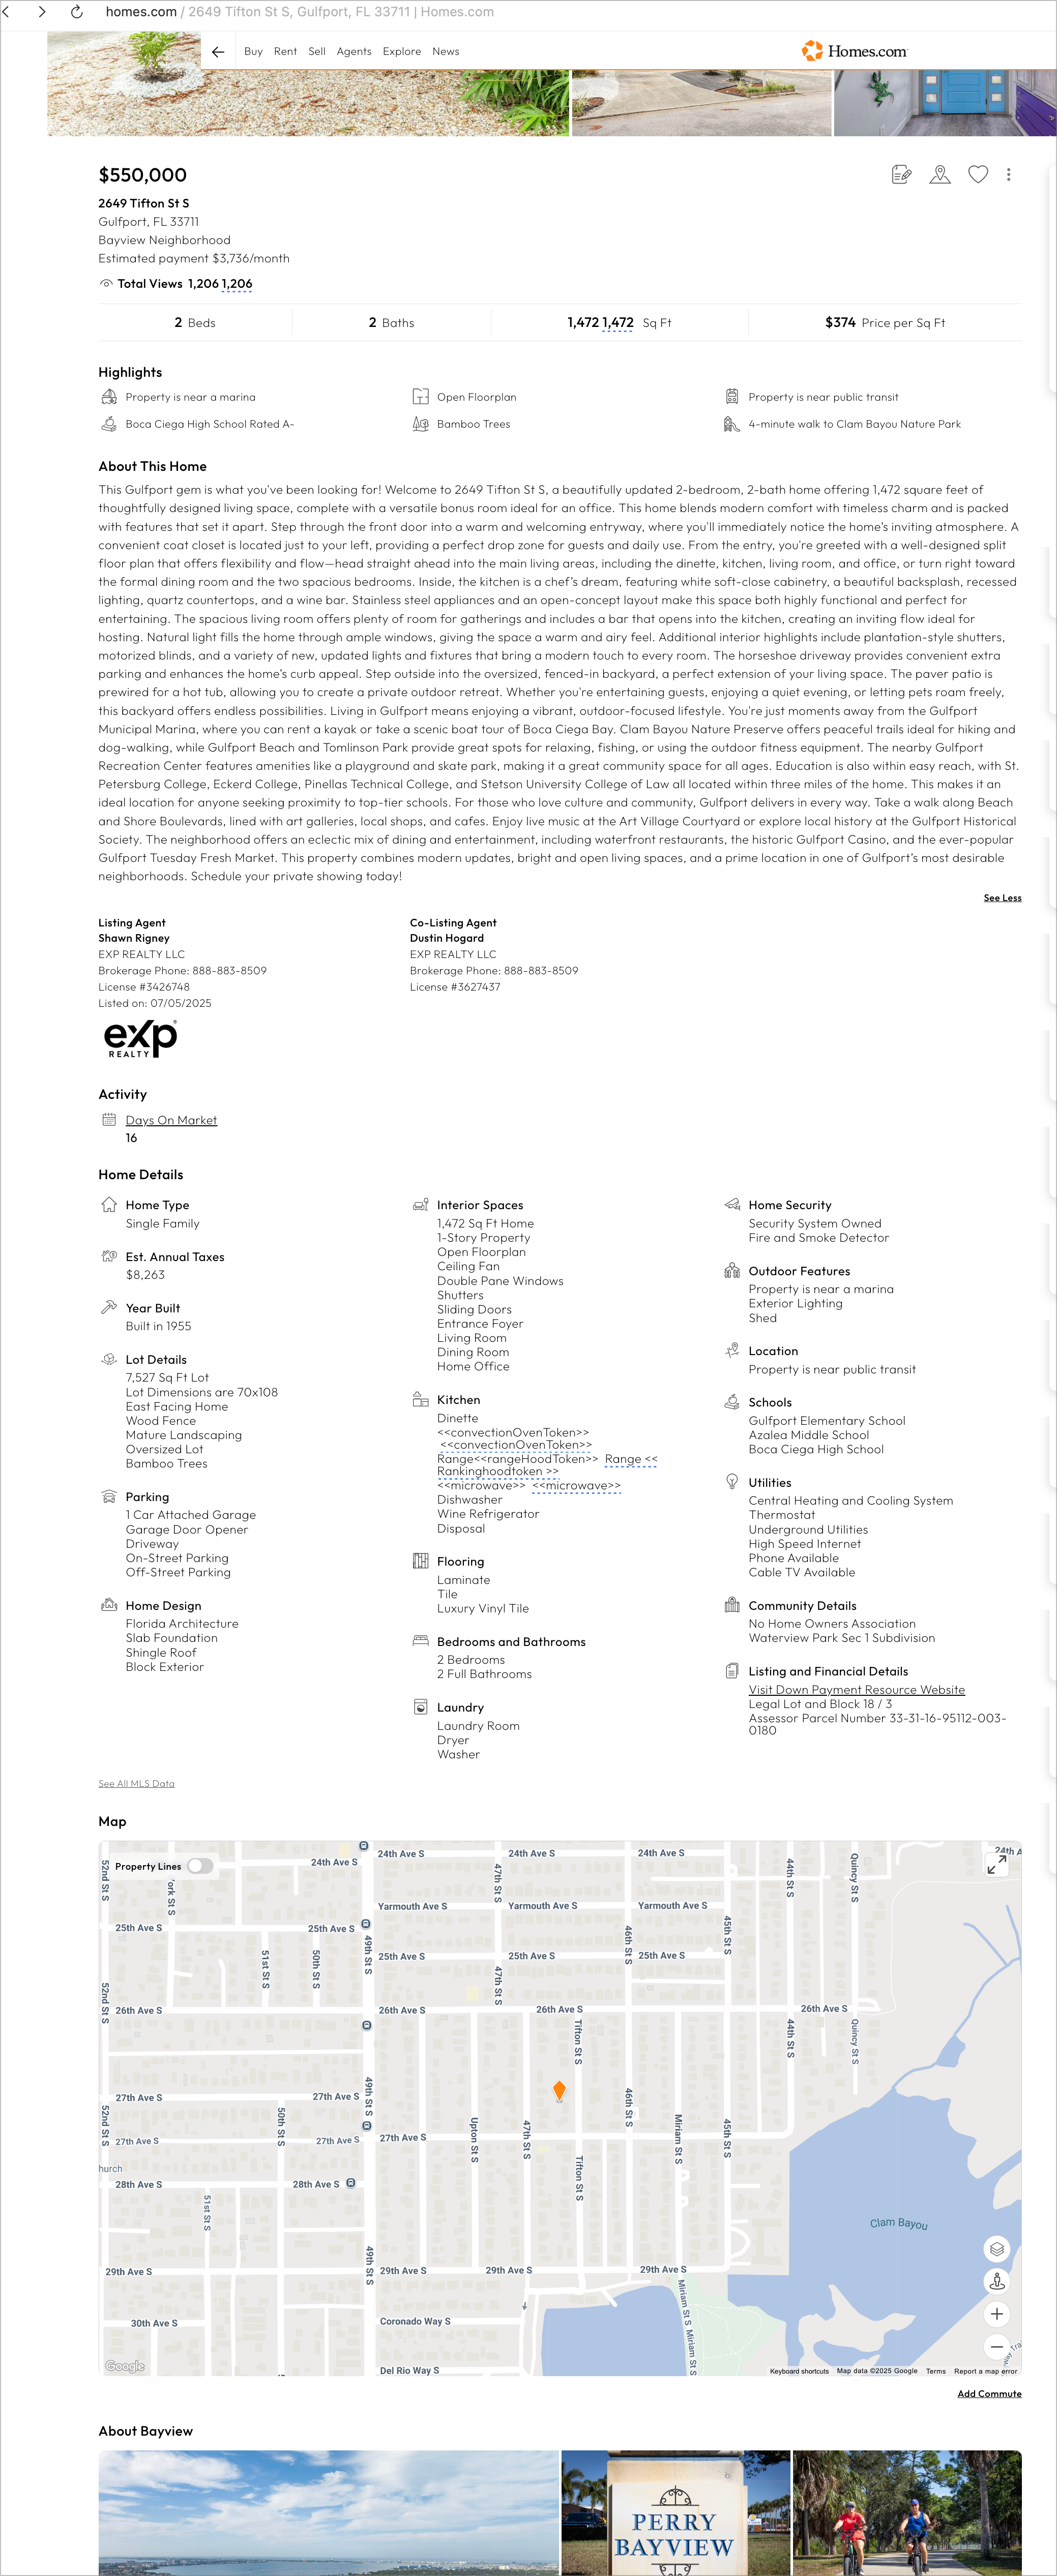 homes.com / 2649 Tifton St S, Gulfport, FL 33711 | Homes.com
Buy Rent Sell Agents Explore News
Homes.com
$550,000
2649 Tifton St S
Gulfport, FL 33711
Bayview Neighborhood
Estimated payment $3,736/month
Total Views 1,206 1,206
2 Beds
2 Baths
1,472 1,472 Sq Ft
$374 Price per Sq Ft
Highlights
Property is near a marina
Open Floorplan
Property is near public transit
Boca Ciega High School Rated A-
Bamboo Trees
4-minute walk to Clam Bayou Nature Park
About This Home
This Gulfport gem is what you've been looking for! Welcome to 2649 Tifton St S, a beautifully updated 2-bedroom, 2-bath home offering 1,472 square feet of
thoughtfully designed living space, complete with a versatile bonus room ideal for an office. This home blends modern comfort with timeless charm and is packed
with features that set it apart. Step through the front door into a warm and welcoming entryway, where you'll immediately notice the home's inviting atmosphere. A
convenient coat closet is located just to your left, providing a perfect drop zone for guests and daily use. From the entry, you're greeted with a well-designed split
floor plan that offers flexibility and flow—head straight ahead into the main living areas, including the dinette, kitchen, living room, and office, or turn right toward
the formal dining room and the two spacious bedrooms. Inside, the kitchen is a chef's dream, featuring white soft-close cabinetry, a beautiful backsplash, recessed
lighting, quartz countertops, and a wine bar. Stainless steel appliances and an open-concept layout make this space both highly functional and perfect for
entertaining. The spacious living room offers plenty of room for gatherings and includes a bar that opens into the kitchen, creating an inviting flow ideal for
hosting. Natural light fills the home through ample windows, giving the space a warm and airy feel. Additional interior highlights include plantation-style shutters,
motorized blinds, and a variety of new, updated lights and fixtures that bring a modern touch to every room. The horseshoe driveway provides convenient extra
parking and enhances the home's curb appeal. Step outside into the oversized, fenced-in backyard, a perfect extension of your living space. The paver patio is
prewired for a hot tub, allowing you to create a private outdoor retreat. Whether you're entertaining guests, enjoying a quiet evening, or letting pets roam freely,
this backyard offers endless possibilities. Living in Gulfport means enjoying a vibrant, outdoor-focused lifestyle. You're just moments away from the Gulfport
Municipal Marina, where you can rent a kayak or take a scenic boat tour of Boca Ciega Bay. Clam Bayou Nature Preserve offers peaceful trails ideal for hiking and
dog-walking, while Gulfport Beach and Tomlinson Park provide great spots for relaxing, fishing, or using the outdoor fitness equipment. The nearby Gulfport
Recreation Center features amenities like a playground and skate park, making it a great community space for all ages. Education is also within easy reach, with St.
Petersburg College, Eckerd College, Pinellas Technical College, and Stetson University College of Law all located within three miles of the home. This makes it an
ideal location for anyone seeking proximity to top-tier schools. For those who love culture and community, Gulfport delivers in every way. Take a walk along Beach
and Shore Boulevards, lined with art galleries, local shops, and cafes. Enjoy live music at the Art Village Courtyard or explore local history at the Gulfport Historical
Society. The neighborhood offers an eclectic mix of dining and entertainment, including waterfront restaurants, the historic Gulfport Casino, and the ever-popular
Gulfport Tuesday Fresh Market. This property combines modern updates, bright and open living spaces, and a prime location in one of Gulfport's most desirable
neighborhoods. Schedule your private showing today!
See Less
Listing Agent
Shawn Rigney
EXP REALTY LLC
Brokerage Phone: 888-883-8509
License #3426748
Listed on: 07/05/2025
Co-Listing Agent
Dustin Hogard
EXP REALTY LLC
Brokerage Phone: 888-883-8509
License #3627437
exp
REALTY
Activity
Days On Market
16
Home Details
Home Type
Single Family
Est. Annual Taxes
$8,263
Year Built
Built in 1955
Lot Details
7,527 Sq Ft Lot
Lot Dimensions are 70x108
East Facing Home
Wood Fence
Mature Landscaping
Oversized Lot
Bamboo Trees
Parking
1 Car Attached Garage
Garage Door Opener
Driveway
On-Street Parking
Off-Street Parking
Home Design
Florida Architecture
Slab Foundation
Shingle Roof
Block Exterior
Interior Spaces
1,472 Sq Ft Home
1-Story Property
Open Floorplan
Ceiling Fan
Double Pane Windows
Shutters
Sliding Doors
Entrance Foyer
Living Room
Dining Room
Home Office
Kitchen
Dinette
<<convectionOvenToken>>
<<convectionOvenToken>>
Range<<rangeHoodToken>> Range <<
Rankinghoodtoken >>
<<microwave>> <<microwave>>
Dishwasher
Wine Refrigerator
Disposal
Flooring
Laminate
Tile
Luxury Vinyl Tile
Bedrooms and Bathrooms
2 Bedrooms
2 Full Bathrooms
Laundry
Laundry Room
Dryer
Washer
Home Security
Security System Owned
Fire and Smoke Detector
Outdoor Features
Property is near a marina
Exterior Lighting
Shed
Location
Property is near public transit
Schools
Gulfport Elementary School
Azalea Middle School
Boca Ciega High School
Utilities
Central Heating and Cooling System
Thermostat
Underground Utilities
High Speed Internet
Phone Available
Cable TV Available
Community Details
No Home Owners Association
Waterview Park Sec 1 Subdivision
Listing and Financial Details
Visit Down Payment Resource Website
Legal Lot and Block 18 / 3
Assessor Parcel Number 33-31-16-95112-003-
0180
See All MLS Data
Map
Property Lines
24th Ave S
24th Ave S
24th Ave S
24th Ave S
24th A
52nd St S
ork St S
47th St S
44th St S
Quincy St S
Yarmouth Ave S
Yarmouth Ave S
Yarmouth Ave S
25th Ave S
25th Ave S
49th St S
46th St S
45th St S
51st St S
50th St S
25th Ave S
25th Ave S
25th Ave S
52nd St S
47th St S
26th Ave S
26th Ave S
26th Ave S
26th Ave S
Tifton St S
44th St S
Quincy St S
27th Ave S
27th Ave S
49th St S
46th St S
52nd St S
50th St S
Upton St S
47th St S
Miriam St S
45th St S
27th Ave S
27th Ave S
27th Ave S
hurch
28th Ave S
28th Ave S
Tifton St S
51st St S
Clam Bayou
49th St S
29th Ave S
29th Ave S
29th Ave S
29th Ave S
Miriam St S
30th Ave S
Coronado Way S
Miriam St S
Del Rio Way S
Google
Keyboard shortcuts Map data ©2025 Google Terms Report a map error
Add Commute
About Bayview
PERRY
BAYVIEW